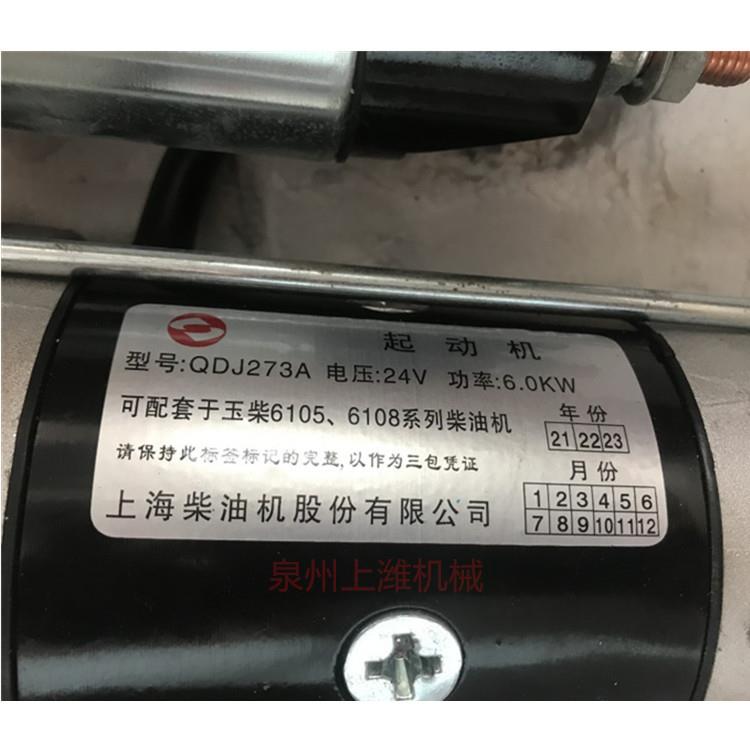 起动机
型号:QDJ273A 电压:24V 功率:6.0KW
可配套于玉柴6105、6108系列柴油机
年份
21 22 23
请保持此标签标记的完整,以作为三包凭证
月份
1 2 3 4 5 6
7 8 9 10 11 12
上海柴油机股份有限公司
泉州上潍机械